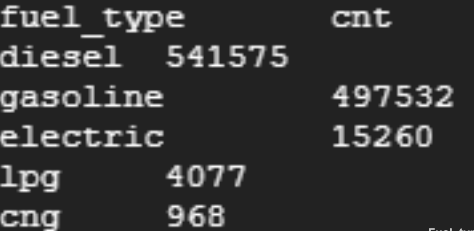 fuel_type cnt
diesel 541575
gasoline 497532
electric 15260
lpg 4077
cng 968